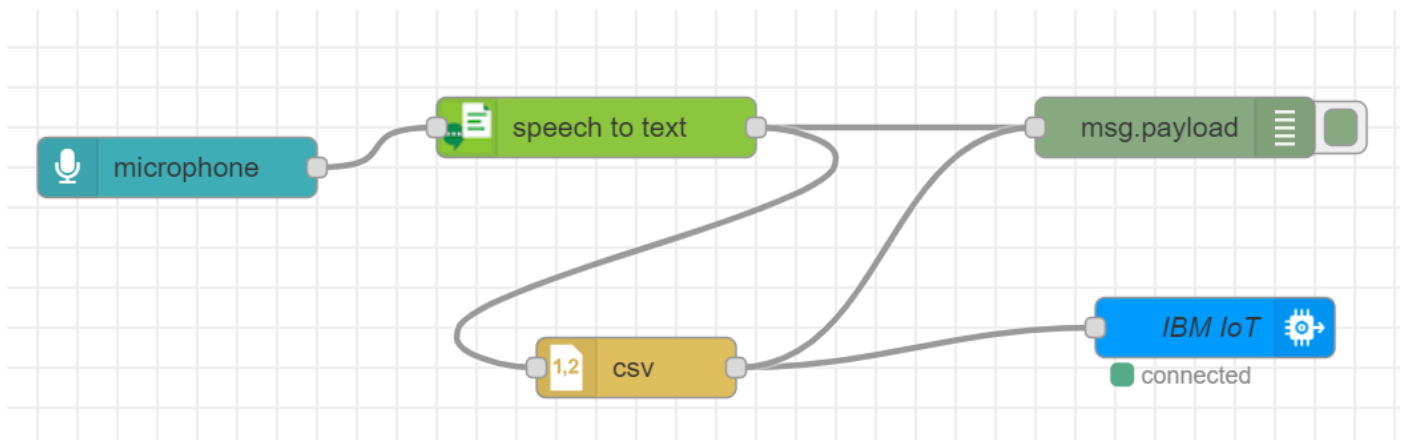 microphone
speech to text
msg.payload
1,2
csv
IBM IoT
connected